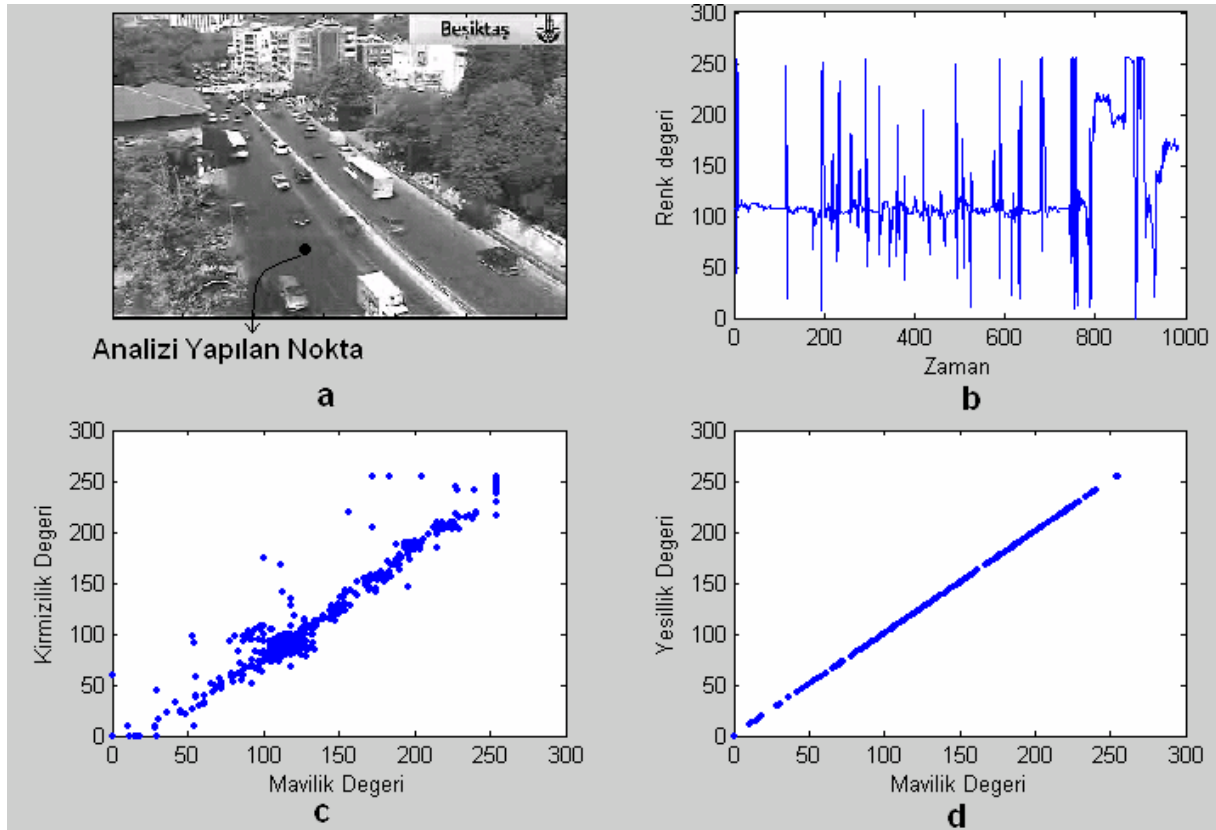 Beşiktaş
Analizi Yapılan Nokta
a
300
250
200
150
100
50
0
Renk degeri
0 200 400 600 800 1000
Zaman
b
300
250
200
150
100
50
0
Kirmizilik Degeri
0 50 100 150 200 250 300
Mavilik Degeri
c
300
250
200
150
100
50
0
Yesillik Degeri
0 50 100 150 200 250 300
Mavilik Degeri
d